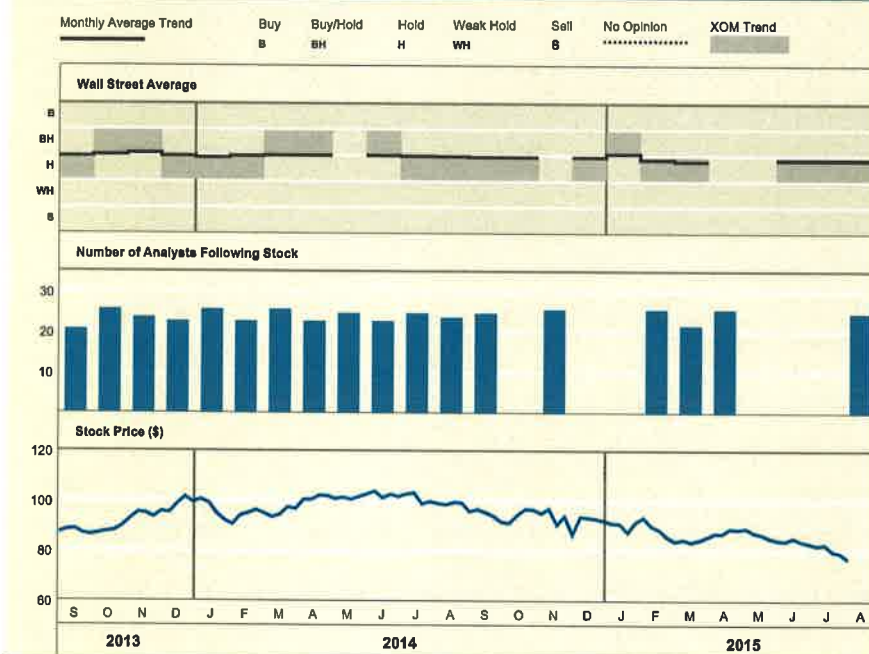 Monthly Average Trend Buy Buy/Hold Hold Weak Hold Sell No Opinion XOM Trend
B BH H WH S
Wall Street Average
B
BH
H
WH
S
Number of Analysts Following Stock
30
20
10
Stock Price ($)
120
100
80
60
S O N D J F M A M J J A S O N D J F M A M J J A
2013 2014 2015